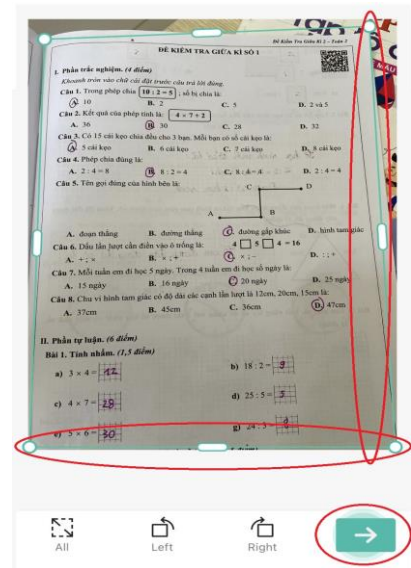 Đề Kiểm Tra Giữa Kì 2 – Toán 2
ĐỀ KIỂM TRA GIỮA KÌ SỐ 1
I. Phần trắc nghiệm. (4 điểm)
Khoanh tròn vào chữ cái đặt trước câu trả lời đúng.
Câu 1. Trong phép chia 10 : 2 = 5 , số bị chia là:
A. 10 B. 2 C. 5 D. 2 và 5
Câu 2. Kết quả của phép tính là: 4 × 7 + 2
A. 36 B. 30 C. 28 D. 32
Câu 3. Có 15 cái kẹo chia đều cho 3 bạn. Mỗi bạn có số cái kẹo là:
A. 5 cái kẹo B. 6 cái kẹo C. 7 cái kẹo D. 8 cái kẹo
Câu 4. Phép chia đúng là:
A. 2 : 4 = 8 B. 8 : 2 = 4 C. 8 : 4 = 4 D. 2 : 4 = 4
Câu 5. Tên gọi đúng của hình bên là:
C D
A B
A. đoạn thẳng B. đường thẳng C. đường gấp khúc D. hình tam giác
Câu 6. Dấu lần lượt cần điền vào ô trống là: 4 □ 5 □ 4 = 16
A. + ; × B. × ; + C. × ; – D. : ; +
Câu 7. Mỗi tuần em đi học 5 ngày. Trong 4 tuần em đi học số ngày là:
A. 15 ngày B. 16 ngày C. 20 ngày D. 25 ngày
Câu 8. Chu vi hình tam giác có độ dài các cạnh lần lượt là 12cm, 20cm, 15cm là:
A. 37cm B. 45cm C. 36cm D. 47cm
II. Phần tự luận. (6 điểm)
Bài 1. Tính nhẩm. (1,5 điểm)
a) 3 × 4 = 12 b) 18 : 2 = 9
c) 4 × 7 = 28 d) 25 : 5 = 5
e) 5 × 6 = 30 g) 24 : 3 =
All Left Right